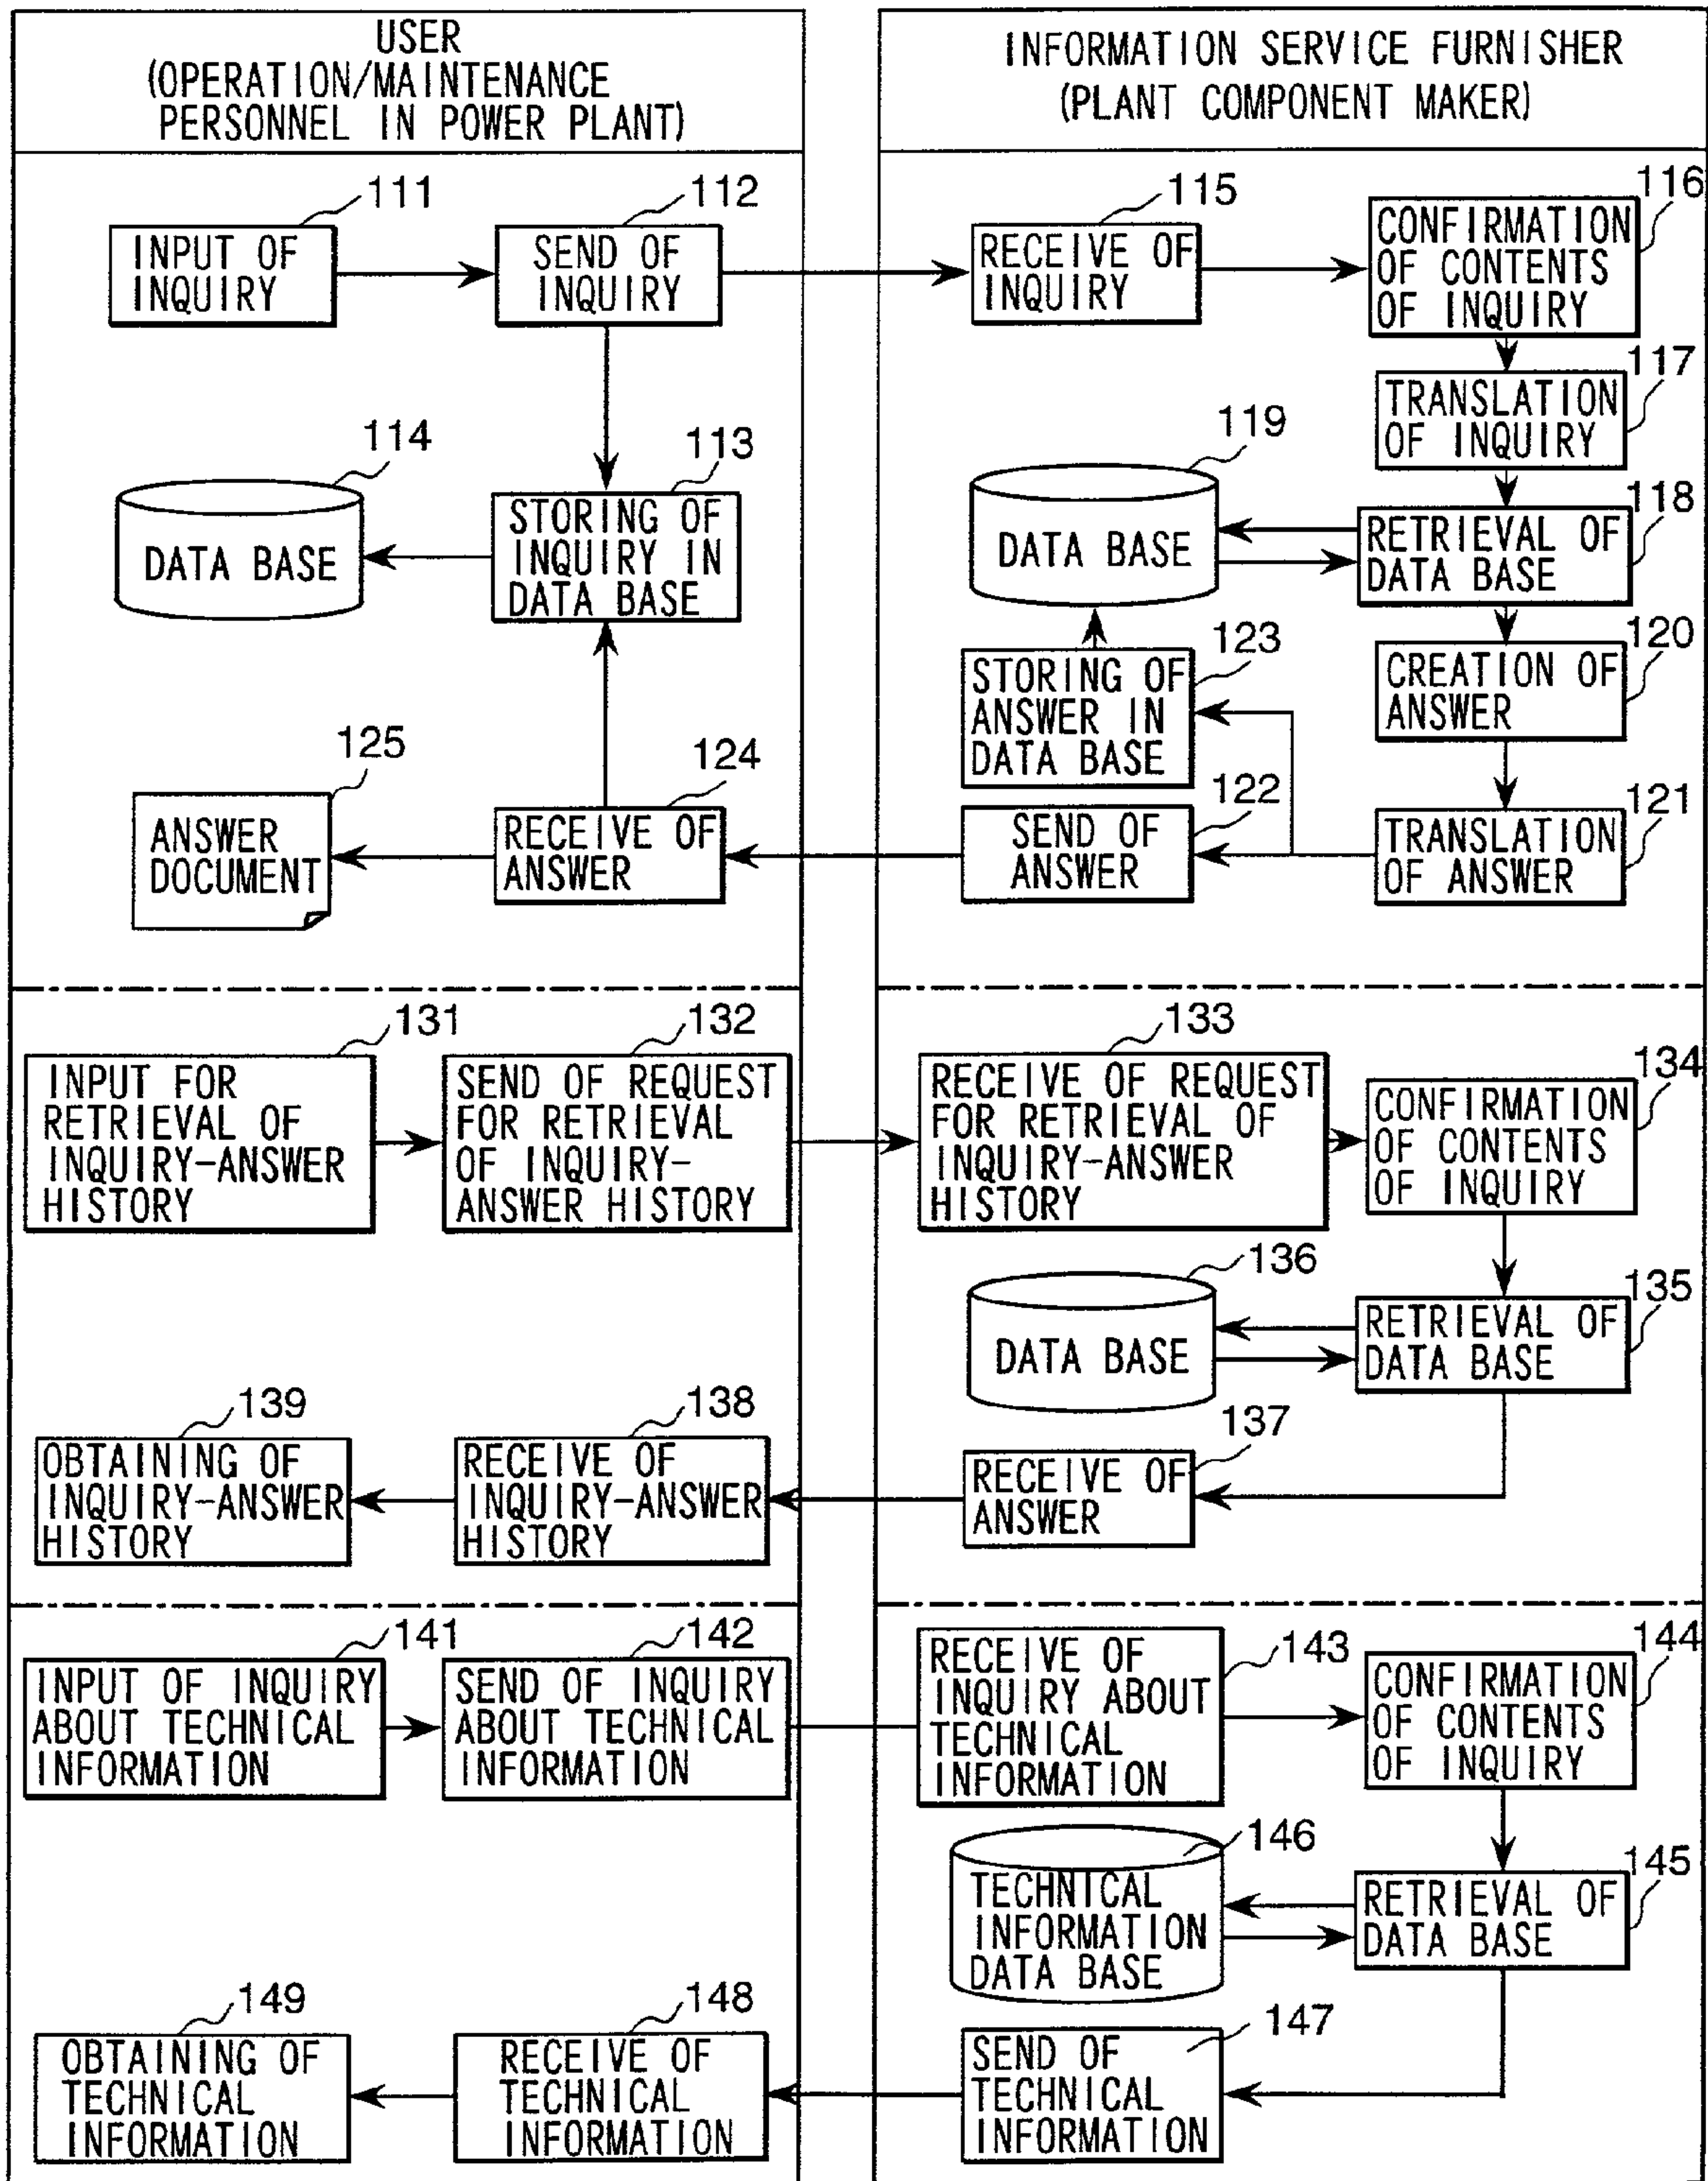 USER
(OPERATION/MAINTENANCE
PERSONNEL IN POWER PLANT)
INFORMATION SERVICE FURNISHER
(PLANT COMPONENT MAKER)
111
INPUT OF
INQUIRY
112
SEND OF
INQUIRY
115
RECEIVE OF
INQUIRY
116
CONFIRMATION
OF CONTENTS
OF INQUIRY
117
TRANSLATION
OF INQUIRY
114
DATA BASE
113
STORING OF
INQUIRY IN
DATA BASE
119
DATA BASE
118
RETRIEVAL OF
DATA BASE
123
STORING OF
ANSWER IN
DATA BASE
120
CREATION OF
ANSWER
125
ANSWER
DOCUMENT
124
RECEIVE OF
ANSWER
122
SEND OF
ANSWER
121
TRANSLATION
OF ANSWER
131
INPUT FOR
RETRIEVAL OF
INQUIRY-ANSWER
HISTORY
132
SEND OF REQUEST
FOR RETRIEVAL
OF INQUIRY-
ANSWER HISTORY
133
RECEIVE OF REQUEST
FOR RETRIEVAL OF
INQUIRY-ANSWER
HISTORY
134
CONFIRMATION
OF CONTENTS
OF INQUIRY
136
DATA BASE
135
RETRIEVAL OF
DATA BASE
139
OBTAINING OF
INQUIRY-ANSWER
HISTORY
138
RECEIVE OF
INQUIRY-ANSWER
HISTORY
137
RECEIVE OF
ANSWER
141
INPUT OF INQUIRY
ABOUT TECHNICAL
INFORMATION
142
SEND OF INQUIRY
ABOUT TECHNICAL
INFORMATION
143
RECEIVE OF
INQUIRY ABOUT
TECHNICAL
INFORMATION
144
CONFIRMATION
OF CONTENTS
OF INQUIRY
146
TECHNICAL
INFORMATION
DATA BASE
145
RETRIEVAL OF
DATA BASE
149
OBTAINING OF
TECHNICAL
INFORMATION
148
RECEIVE OF
TECHNICAL
INFORMATION
147
SEND OF
TECHNICAL
INFORMATION